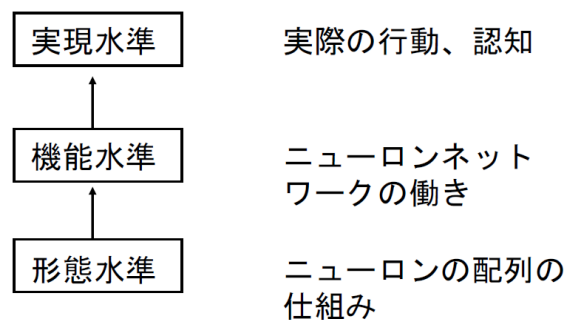 実現水準
実際の行動、認知
機能水準
ニューロンネット
ワークの働き
形態水準
ニューロンの配列の
仕組み